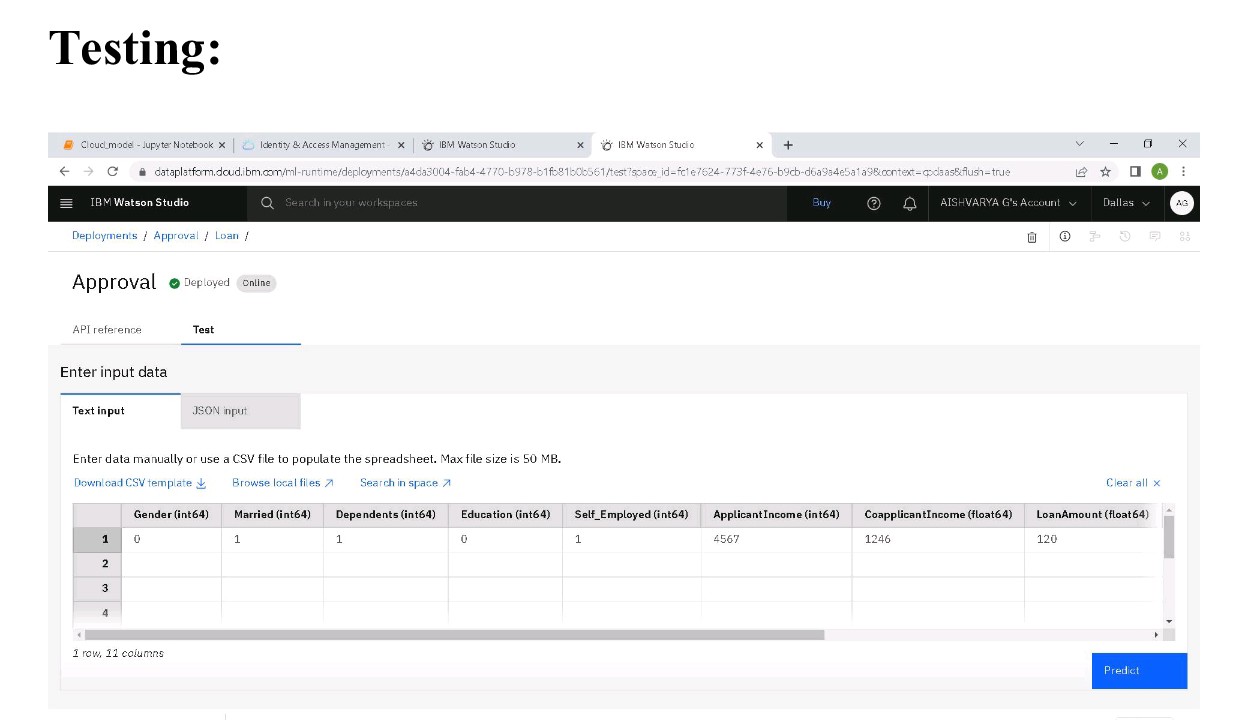 Testing:
Cloud_model - Jupyter Notebook
Identity & Access Management
IBM Watson Studio
IBM Watson Studio
dataplatform.cloud.ibm.com/ml-runtime/deployments/a4da3004-fab4-4770-b978-b1fb81b0b561/test?space_id=fc1e7624-773f-4e76-b9cb-d6a9a4e5a1a9&context=cpdaas&flush=true
A
IBM Watson Studio
Search in your workspaces
Buy
AISHVARYA G's Account
Dallas
AG
Deployments / Approval / Loan /
Approval
Deployed
Online
API reference
Test
Enter input data
Text input
JSON input
Enter data manually or use a CSV file to populate the spreadsheet. Max file size is 50 MB.
Download CSV template
Browse local files
Search in space
Clear all
Gender (int64) Married (int64) Dependents (int64) Education (int64) Self_Employed (int64) ApplicantIncome (int64) CoapplicantIncome (float64) LoanAmount (float64)
1 0 1 1 0 1 4567 1246 120
2
3
4
1 row, 11 columns
Predict